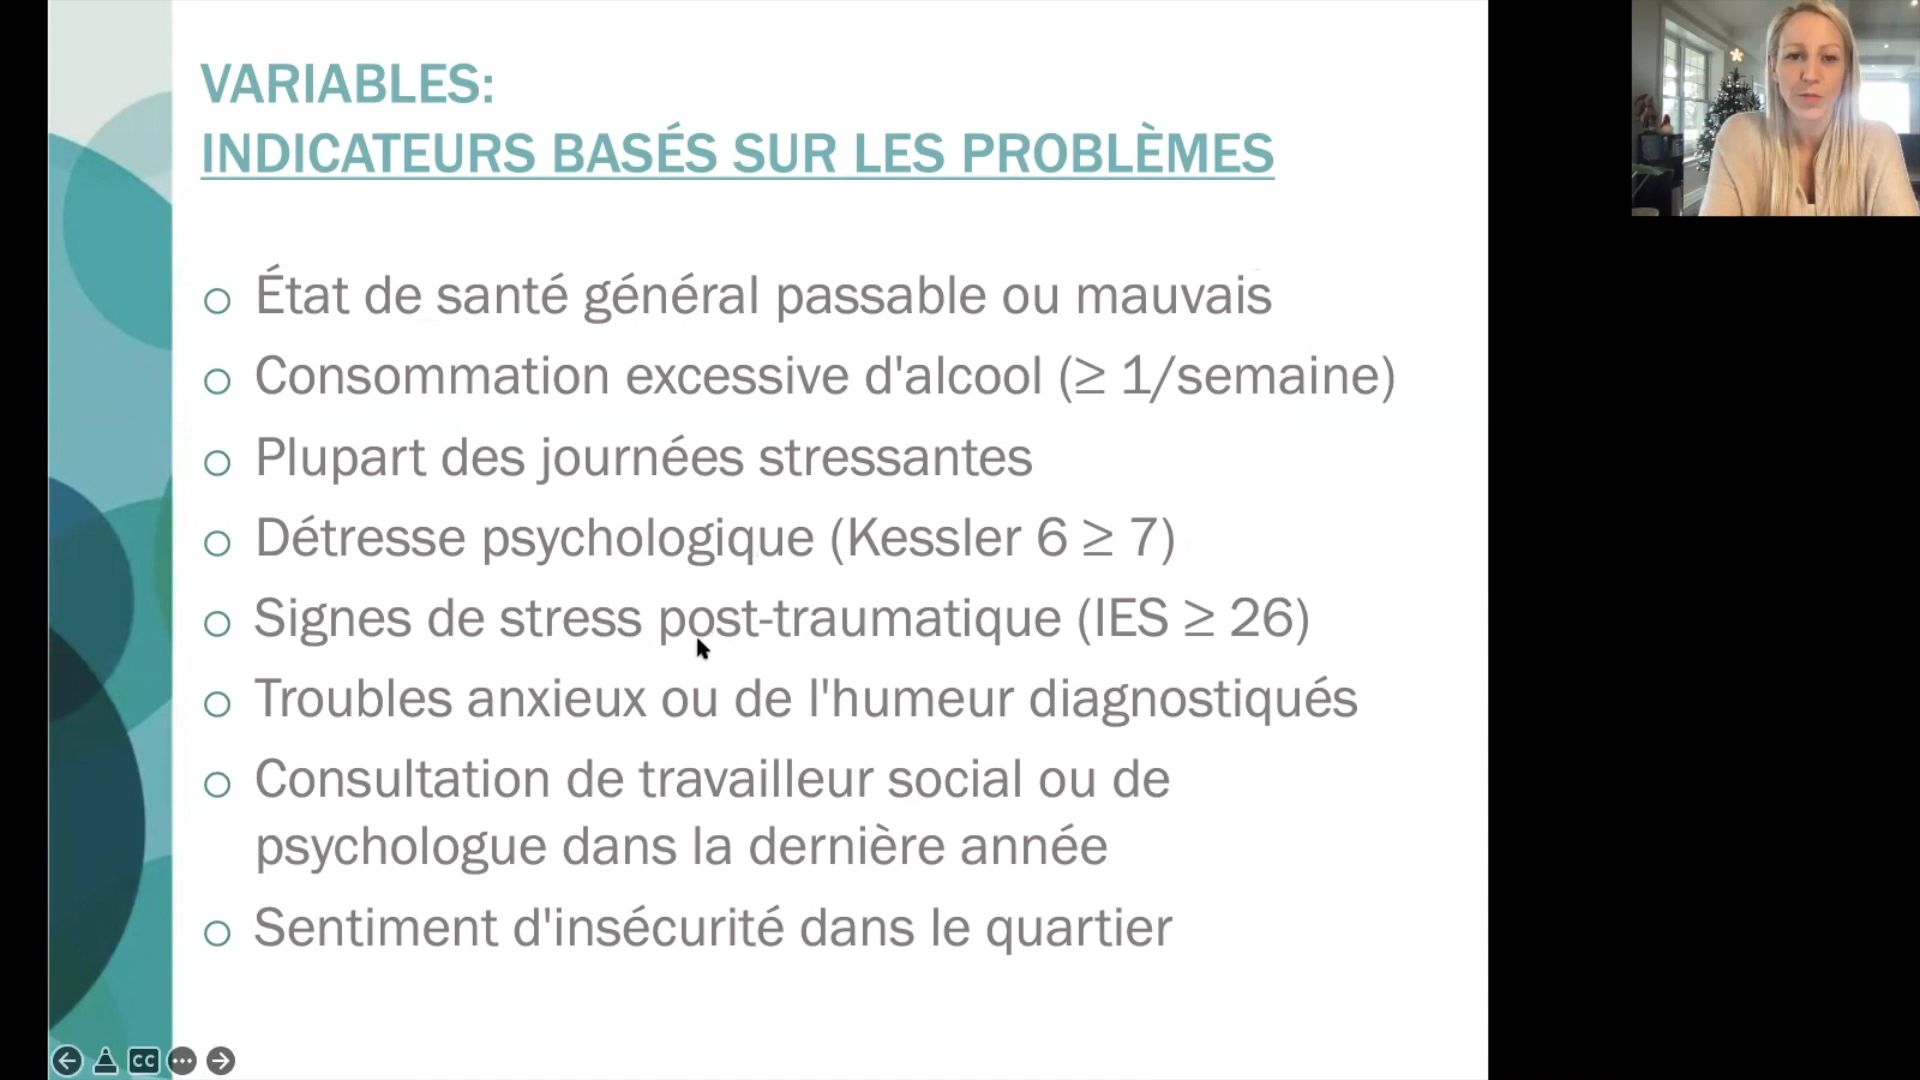 VARIABLES:
INDICATEURS BASÉS SUR LES PROBLÈMES
État de santé général passable ou mauvais
Consommation excessive d'alcool (≥ 1/semaine)
Plupart des journées stressantes
Détresse psychologique (Kessler 6 ≥ 7)
Signes de stress post-traumatique (IES ≥ 26)
Troubles anxieux ou de l'humeur diagnostiqués
Consultation de travailleur social ou de
psychologue dans la dernière année
Sentiment d'insécurité dans le quartier
CC